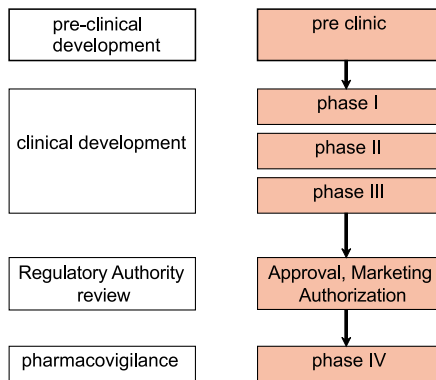 pre-clinical
development
pre clinic
clinical development
phase I
phase II
phase III
Regulatory Authority
review
Approval, Marketing
Authorization
pharmacovigilance
phase IV